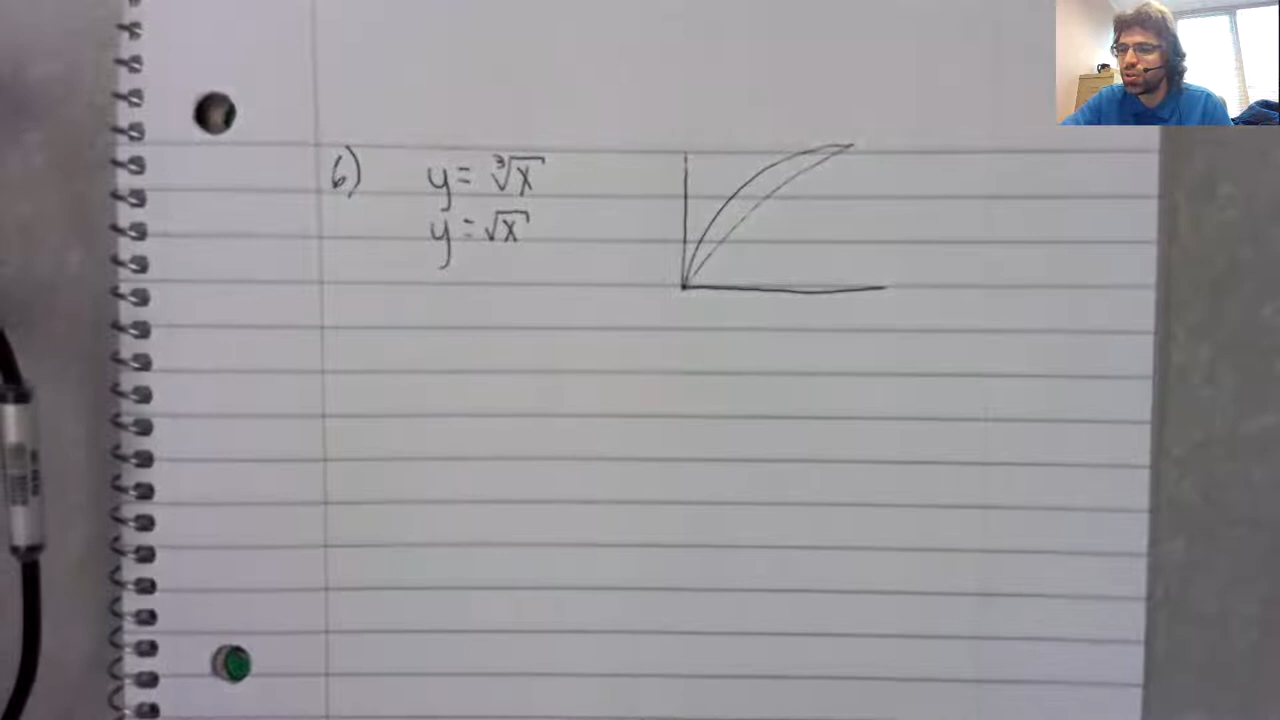 6) y = ∛x
y = √x